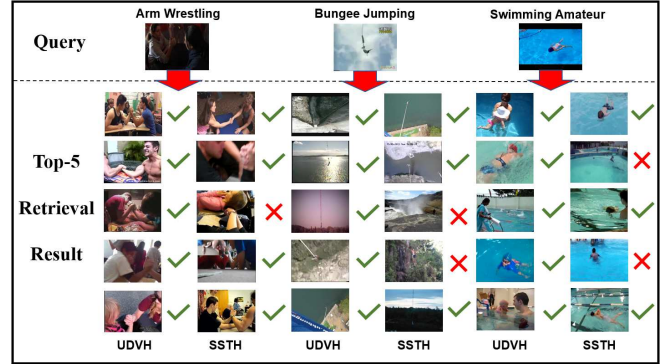 Arm Wrestling Bungee Jumping Swimming Amateur
Query
Top-5
Retrieval
Result
UDVH SSTH UDVH SSTH UDVH SSTH